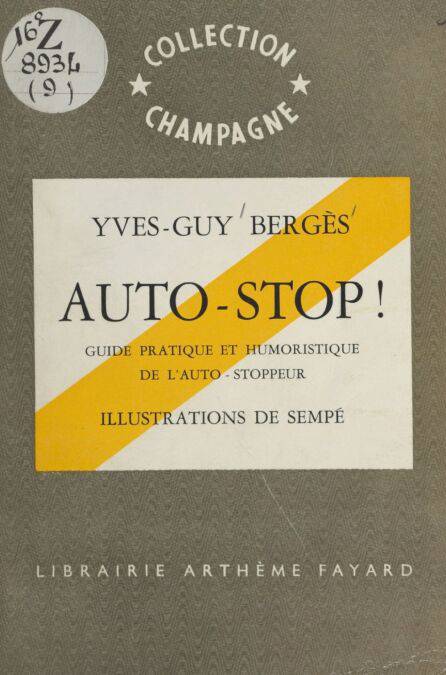 16° Z
8934
(9)
COLLECTION
CHAMPAGNE
YVES-GUY BERGÈS
AUTO-STOP!
GUIDE PRATIQUE ET HUMORISTIQUE
DE L'AUTO-STOPPEUR
ILLUSTRATIONS DE SEMPÉ
LIBRAIRIE ARTHÈME FAYARD